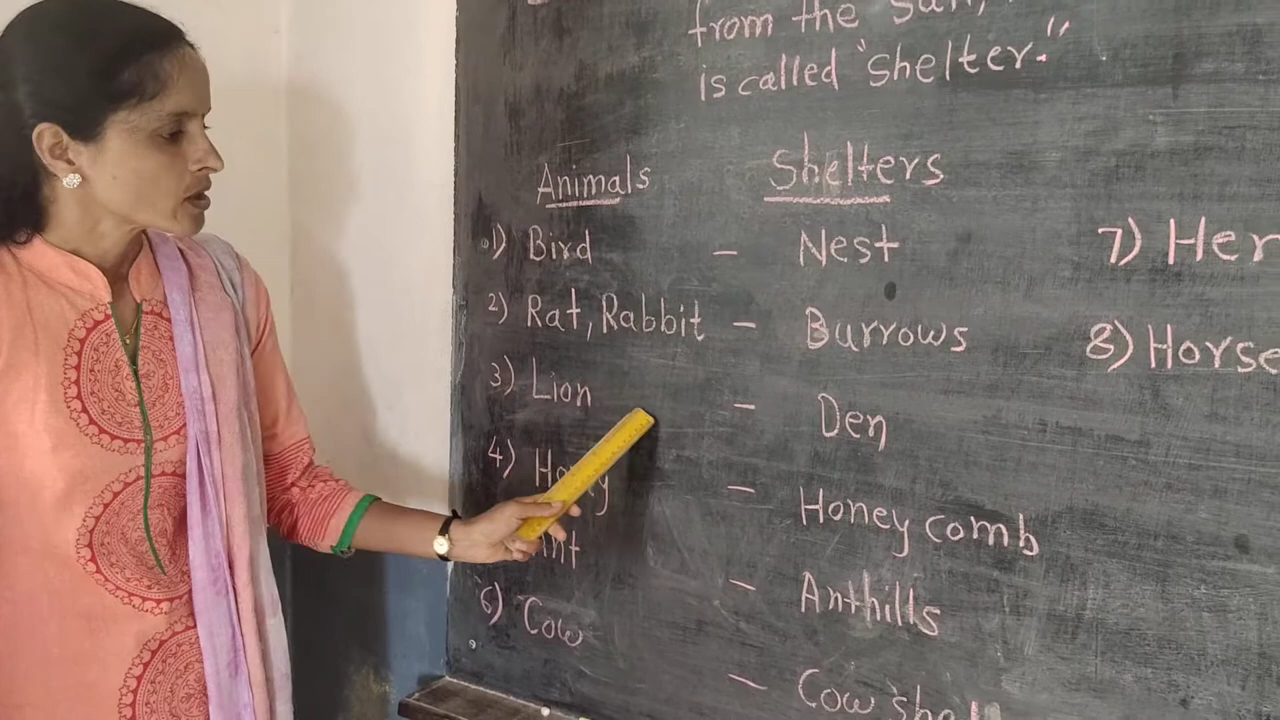 from the sun,
is called "shelter."
Animals Shelters
1) Bird - Nest
2) Rat, Rabbit - Burrows
3) Lion - Den
4) - Honey comb
- Anthills
6) Cow - Cow
7)
8) Horse